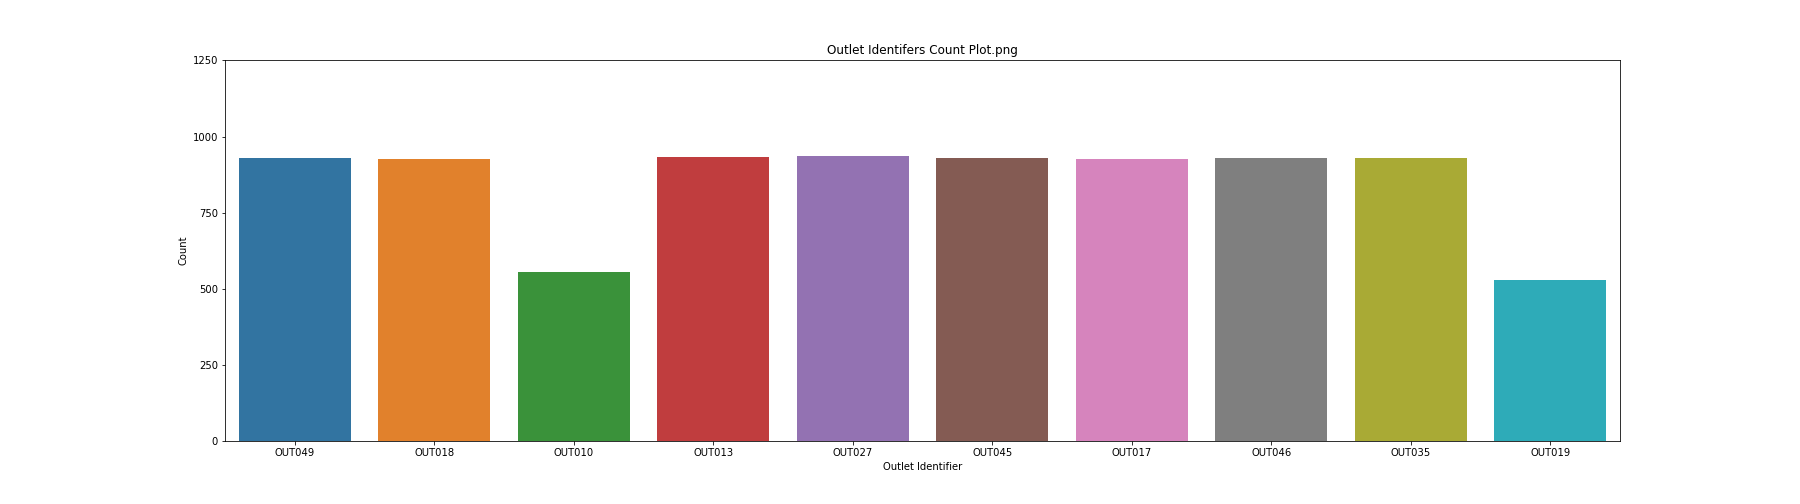 Outlet Identifers Count Plot.png
1250
1000
750
500
250
0
Count
OUT049 OUT018 OUT010 OUT013 OUT027 OUT045 OUT017 OUT046 OUT035 OUT019
Outlet Identifier